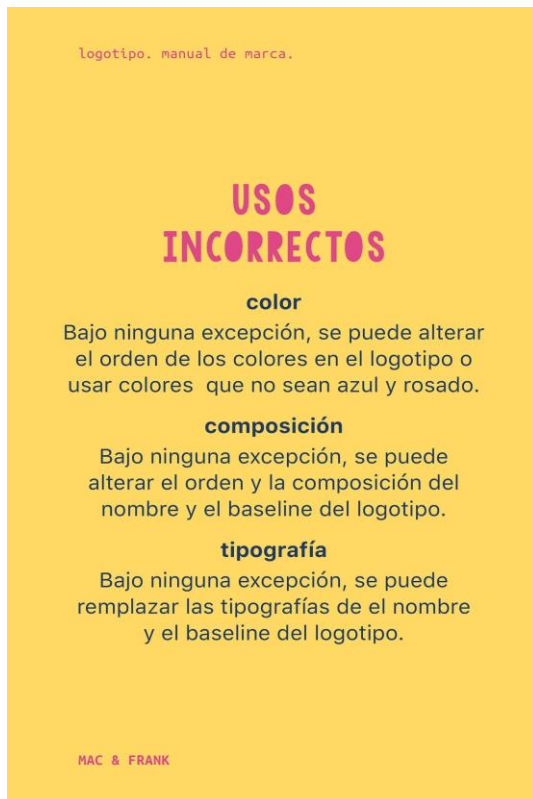 logotipo. manual de marca.
USOS
INCORRECTOS
color
Bajo ninguna excepción, se puede alterar
el orden de los colores en el logotipo o
usar colores  que no sean azul y rosado.
composición
Bajo ninguna excepción, se puede
alterar el orden y la composición del
nombre y el baseline del logotipo.
tipografía
Bajo ninguna excepción, se puede
remplazar las tipografías de el nombre
y el baseline del logotipo.
MAC & FRANK